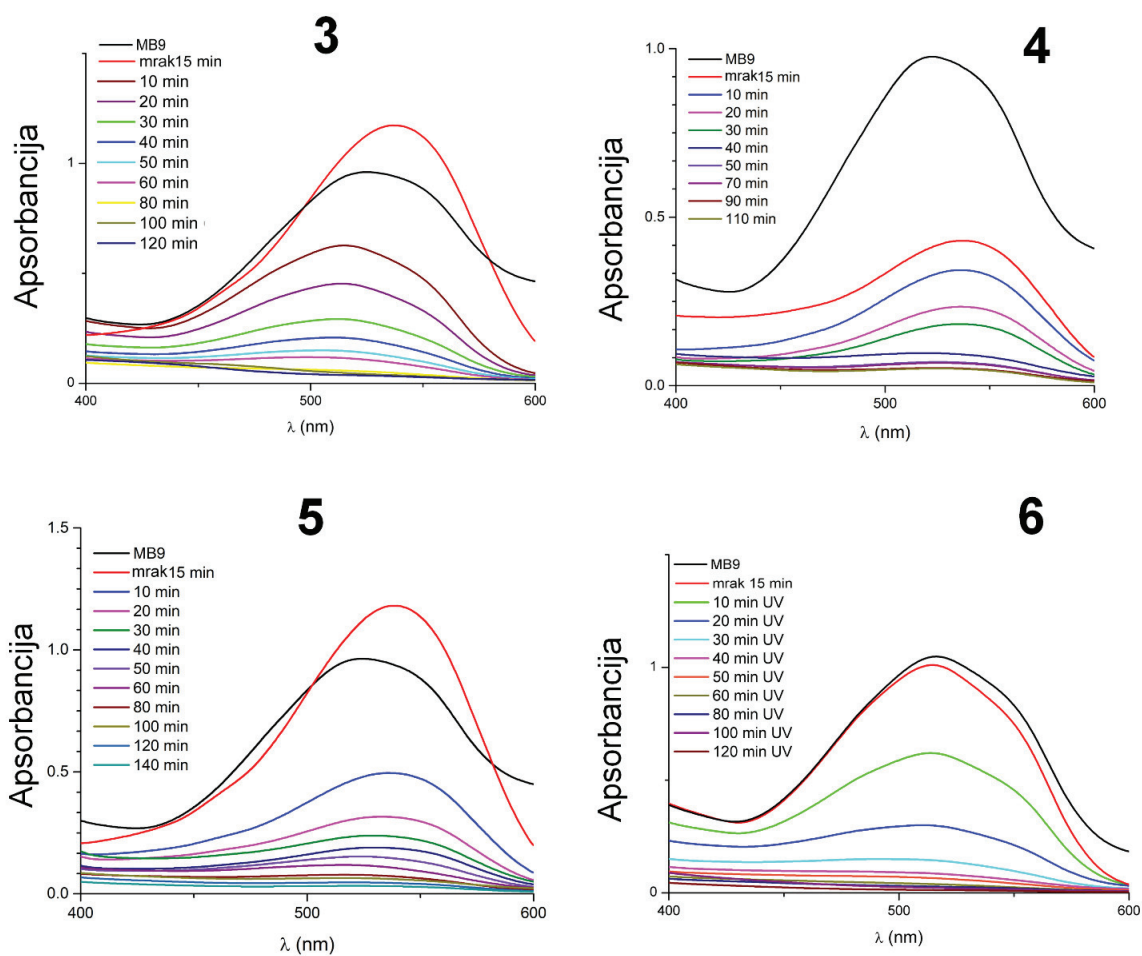 3
MB9
mrak15 min
10 min
20 min
30 min
40 min
50 min
60 min
80 min
100 min
120 min
Apsorbancija
1
0
400
500
600
λ (nm)
4
MB9
mrak15 min
10 min
20 min
30 min
40 min
50 min
70 min
90 min
110 min
Apsorbancija
1.0
0.5
0.0
400
500
600
λ (nm)
5
MB9
mrak15 min
10 min
20 min
30 min
40 min
50 min
60 min
80 min
100 min
120 min
140 min
Apsorbancija
1.5
1.0
0.5
0.0
400
500
600
λ (nm)
6
MB9
mrak 15 min
10 min UV
20 min UV
30 min UV
40 min UV
50 min UV
60 min UV
80 min UV
100 min UV
120 min UV
Apsorbancija
1
0
400
500
600
λ (nm)